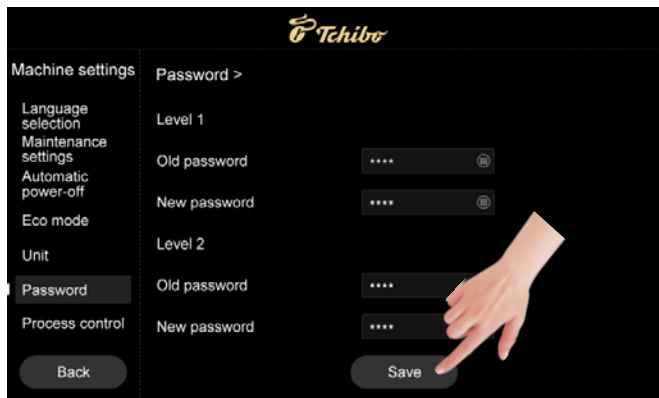 Tchibo
Machine settings
Language
selection
Maintenance
settings
Automatic
power-off
Eco mode
Unit
Password
Process control
Back
Password >
Level 1
Old password ****
New password ****
Level 2
Old password ****
New password ****
Save